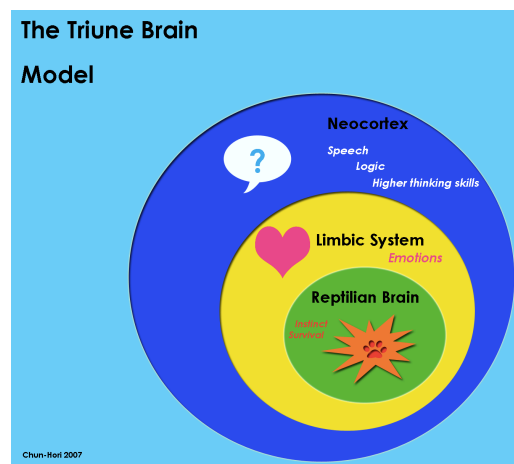 The Triune Brain
Model
Neocortex
?
Speech
Logic
Higher thinking skills
Limbic System
Emotions
Reptilian Brain
Instinct
Survival
Chun-Hori 2007